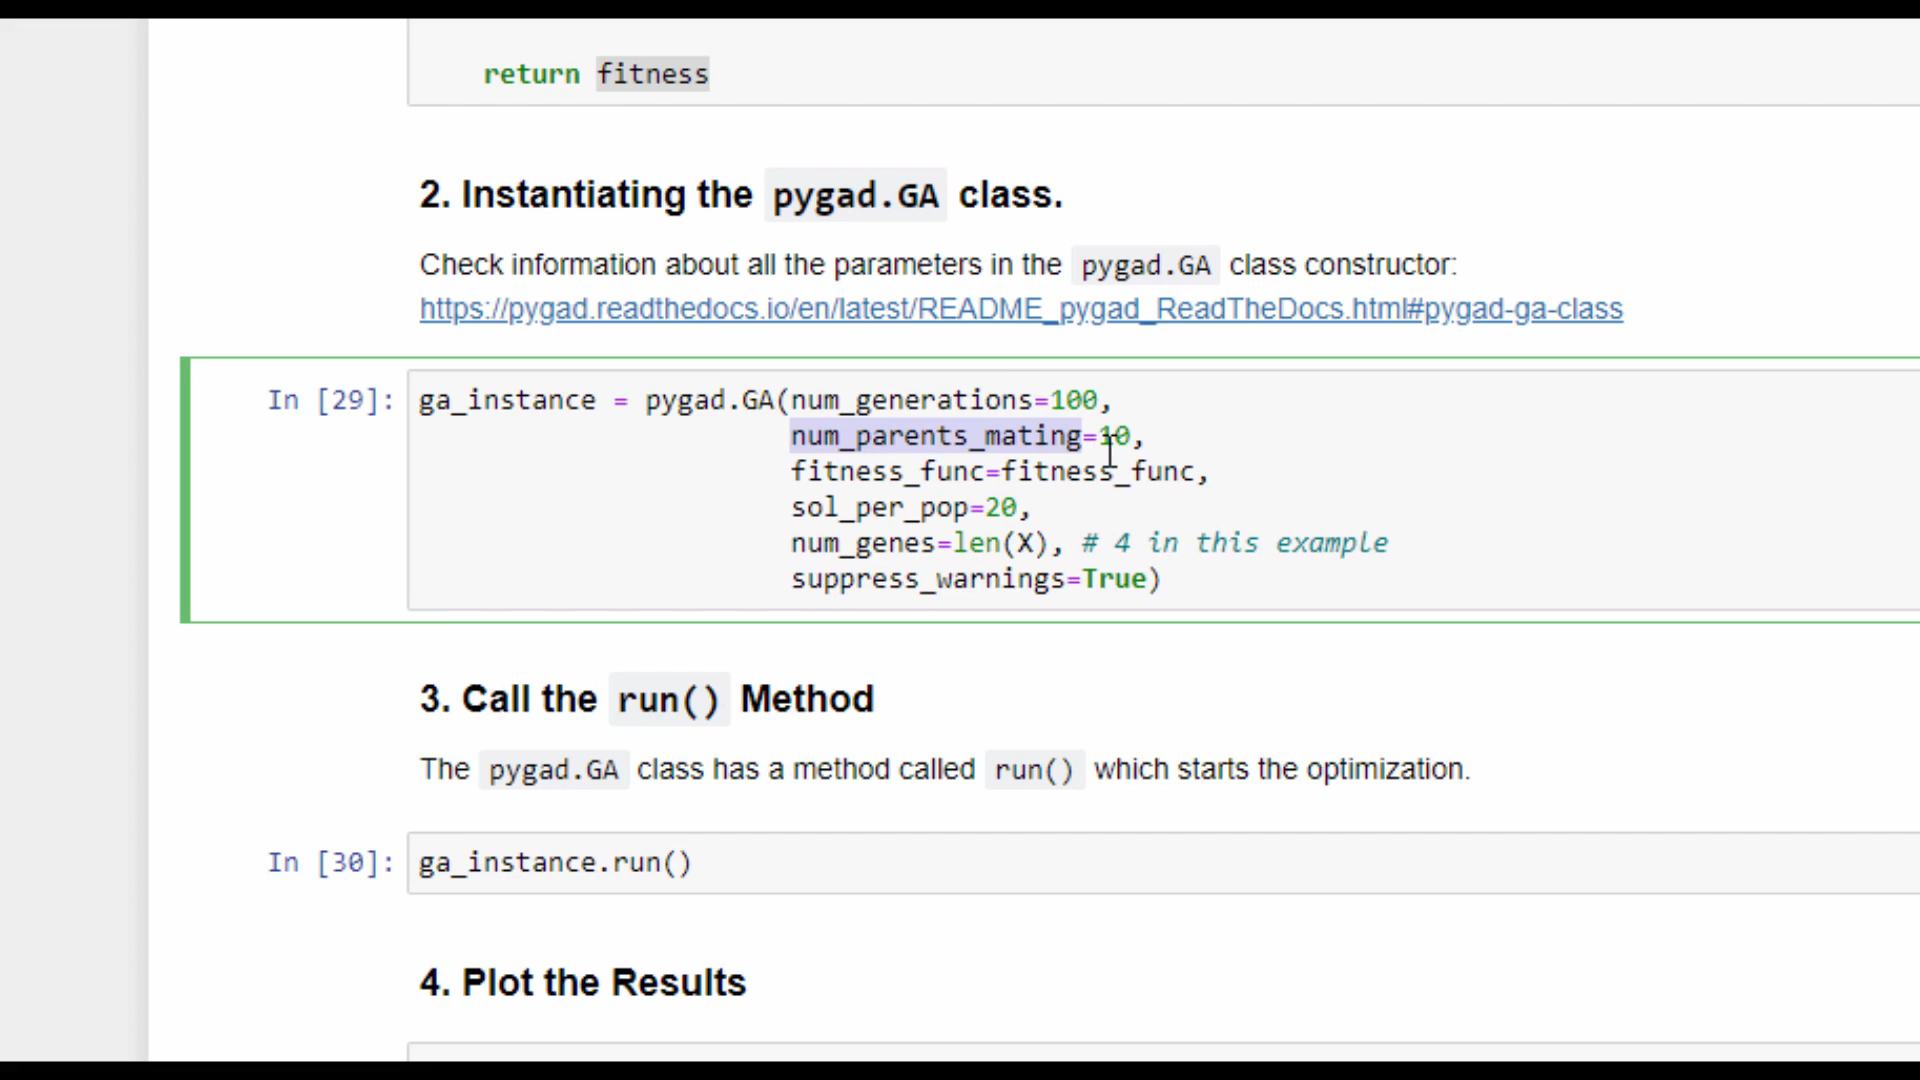 return fitness
2. Instantiating the pygad.GA class.
Check information about all the parameters in the pygad.GA class constructor:
https://pygad.readthedocs.io/en/latest/README_pygad_ReadTheDocs.html#pygad-ga-class
In [29]: ga_instance = pygad.GA(num_generations=100,
num_parents_mating=10,
fitness_func=fitness_func,
sol_per_pop=20,
num_genes=len(X), # 4 in this example
suppress_warnings=True)
3. Call the run() Method
The pygad.GA class has a method called run() which starts the optimization.
In [30]: ga_instance.run()
4. Plot the Results